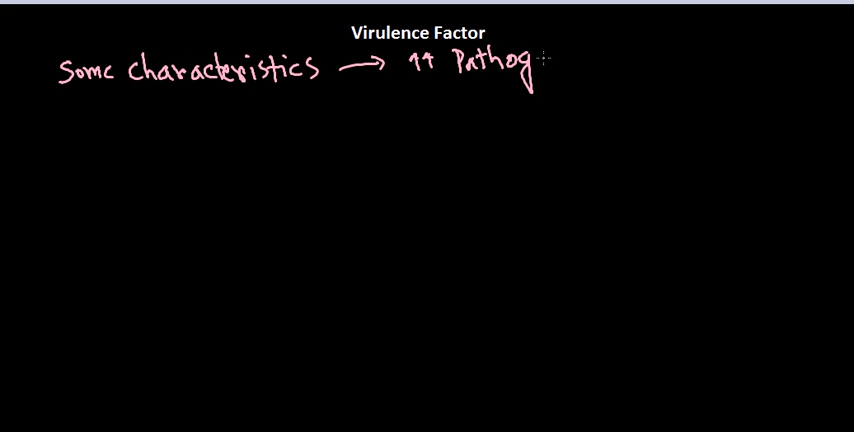 Virulence Factor
Some characteristics → ↑↑ Pathog